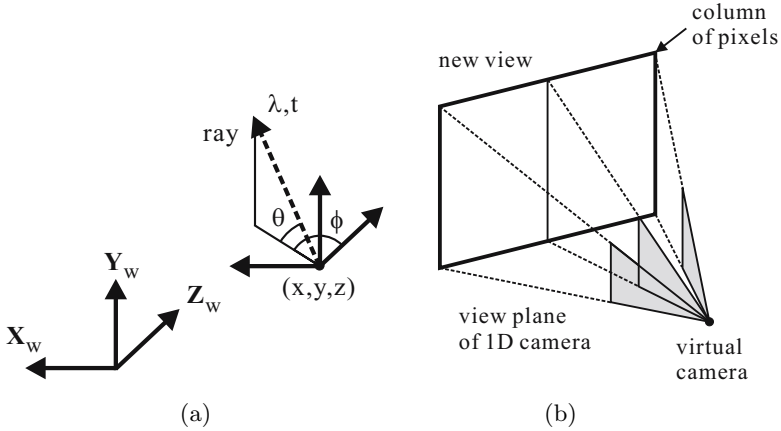 λ,t
ray
θ
ϕ
(x,y,z)
Y_w
Z_w
X_w
(a)
column
of pixels
new view
view plane
of 1D camera
virtual
camera
(b)